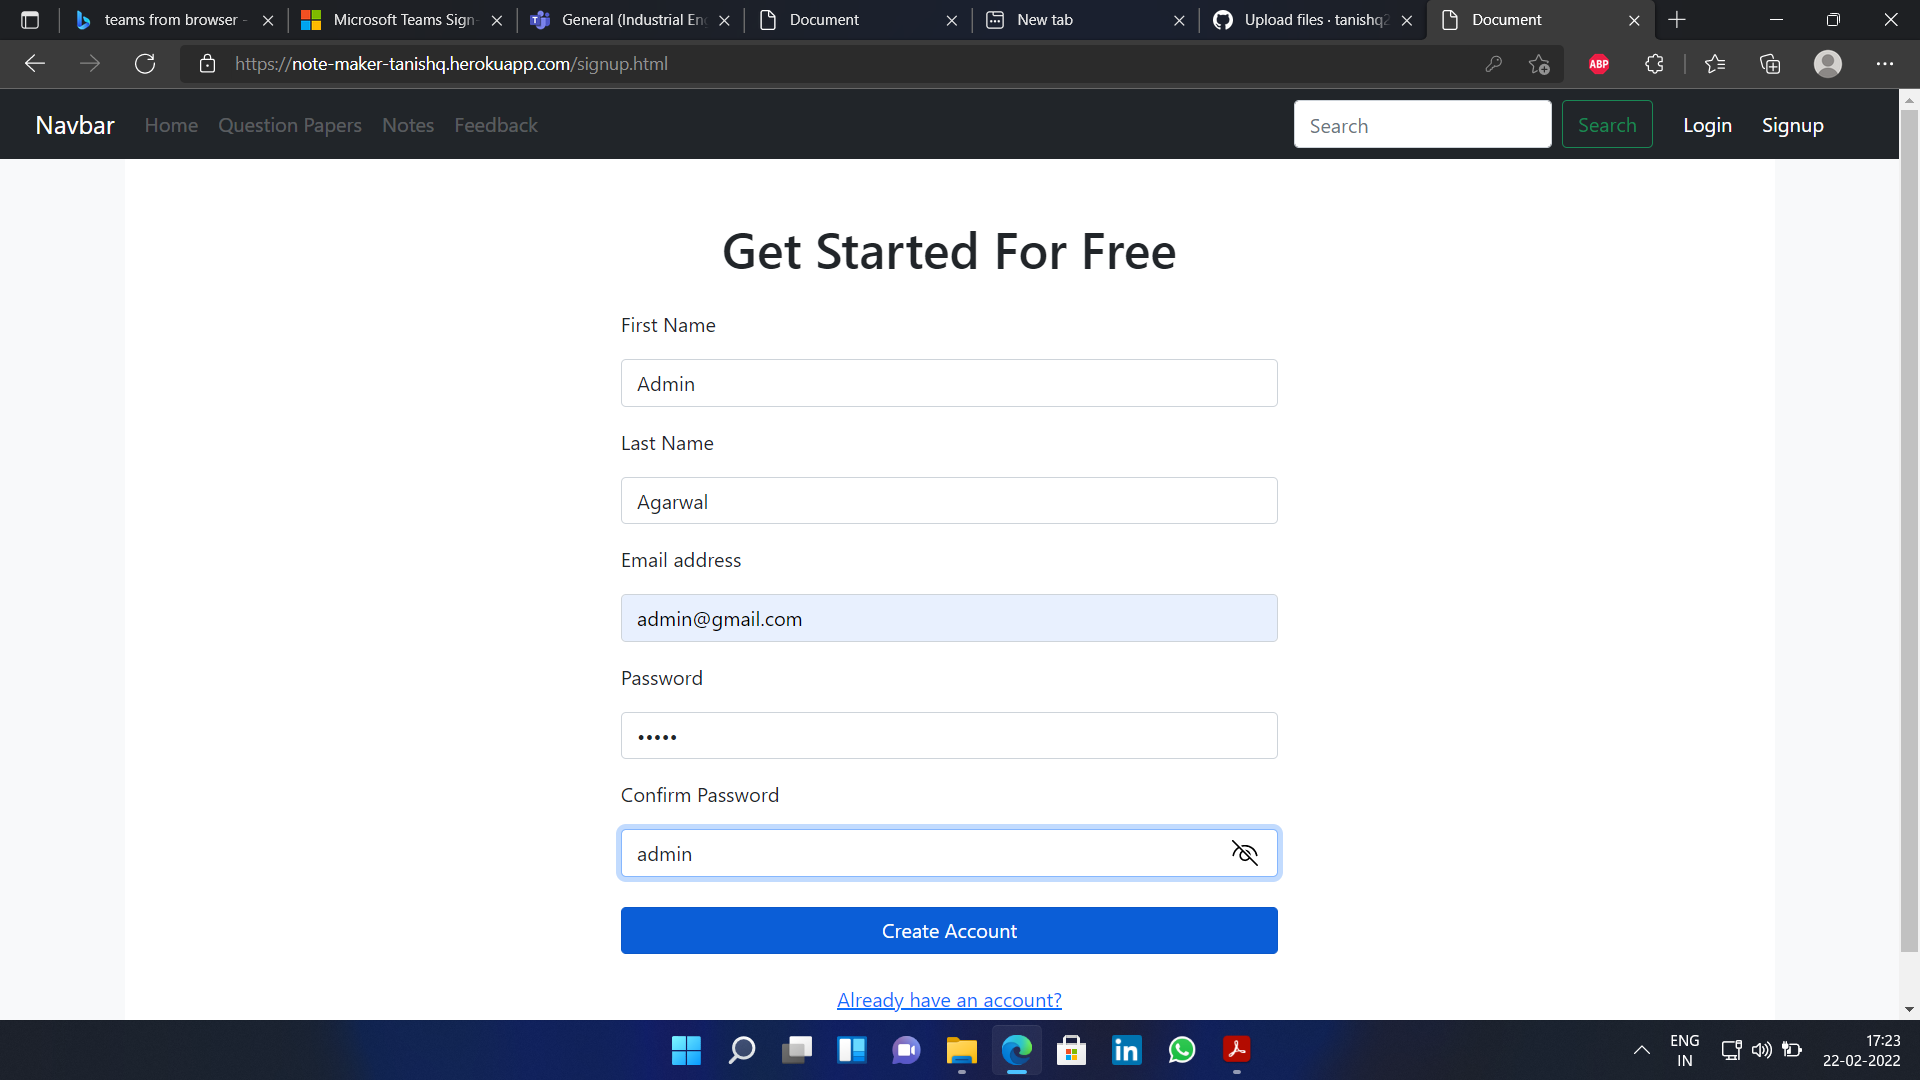 teams from browser -
Microsoft Teams Sign-
General (Industrial En
Document
New tab
Upload files · tanishq2
Document
https://note-maker-tanishq.herokuapp.com/signup.html
ABP
Navbar Home Question Papers Notes Feedback Search Search Login Signup
Get Started For Free
First Name
Admin
Last Name
Agarwal
Email address
admin@gmail.com
Password
•••••
Confirm Password
admin
Create Account
Already have an account?
ENG
IN
17:23
22-02-2022